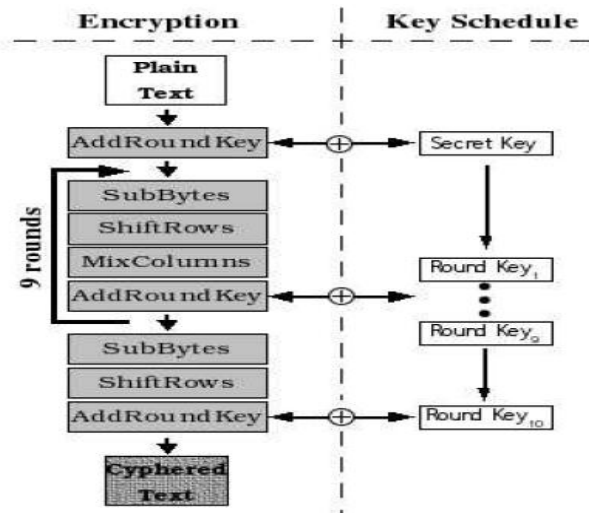 Encryption
Key Schedule
Plain
Text
AddRoundKey
Secret Key
9 rounds
SubBytes
ShiftRows
MixColumns
AddRoundKey
Round Key1
Round Key9
SubBytes
ShiftRows
AddRoundKey
Round Key10
Cyphered
Text